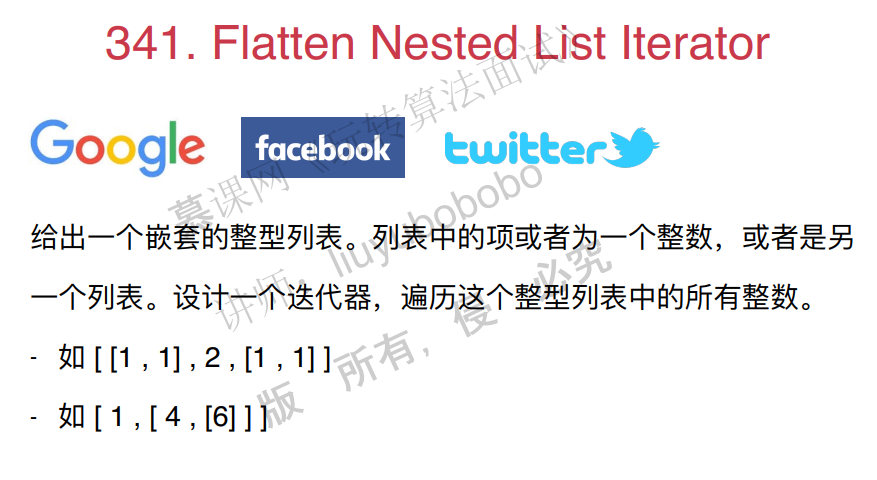 341. Flatten Nested List Iterator
Google facebook twitter
给出一个嵌套的整型列表。列表中的项或者为一个整数，或者是另
一个列表。设计一个迭代器，遍历这个整型列表中的所有整数。
- 如 [ [1 , 1] , 2 , [1 , 1] ]
- 如 [ 1 , [ 4 , [6] ] ]
慕课网《玩转算法面试》
讲师，liuyubobobo
版 所有，侵 必究